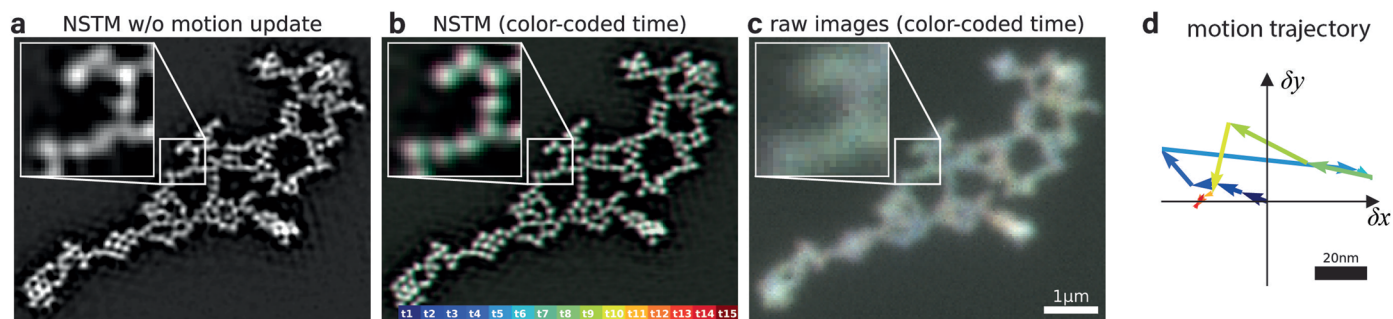 a NSTM w/o motion update
b NSTM (color-coded time)
c raw images (color-coded time)
d motion trajectory
t1 t2 t3 t4 t5 t6 t7 t8 t9 t10 t11 t12 t13 t14 t15
1μm
δy
δx
20nm